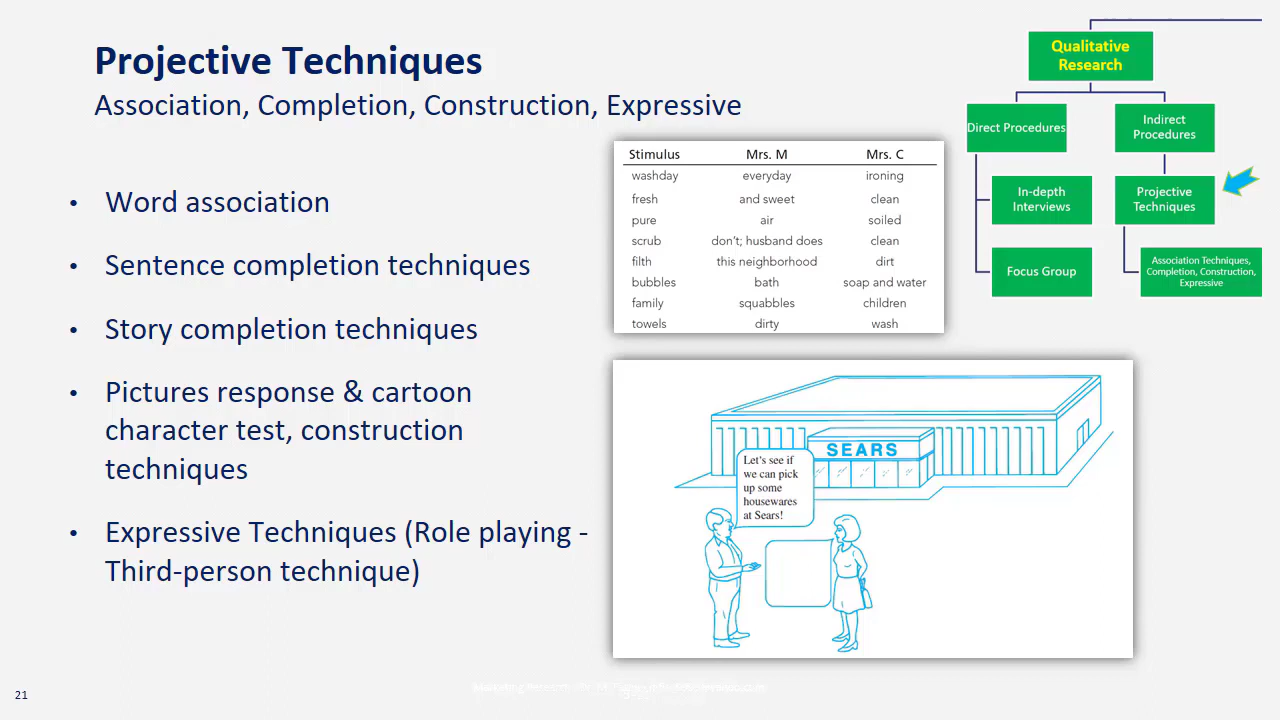 Projective Techniques
Association, Completion, Construction, Expressive
• Word association
• Sentence completion techniques
• Story completion techniques
• Pictures response & cartoon
character test, construction
techniques
• Expressive Techniques (Role playing -
Third-person technique)
Stimulus Mrs. M Mrs. C
washday everyday ironing
fresh and sweet clean
pure air soiled
scrub don't; husband does clean
filth this neighborhood dirt
bubbles bath soap and water
family squabbles children
towels dirty wash
SEARS
Let's see if
we can pick
up some
housewares
at Sears!
Qualitative
Research
Direct Procedures
Indirect
Procedures
In-depth
Interviews
Projective
Techniques
Focus Group
Association Techniques,
Completion, Construction,
Expressive
21